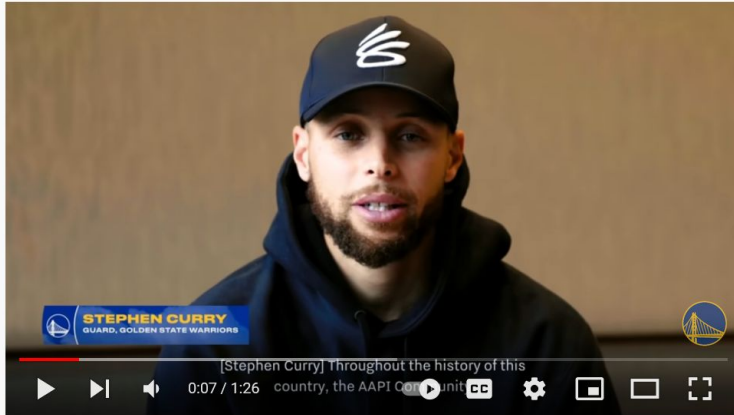 STEPHEN CURRY
GUARD, GOLDEN STATE WARRIORS
[Stephen Curry] Throughout the history of this
country, the AAPI Community
0:07 / 1:26
CC